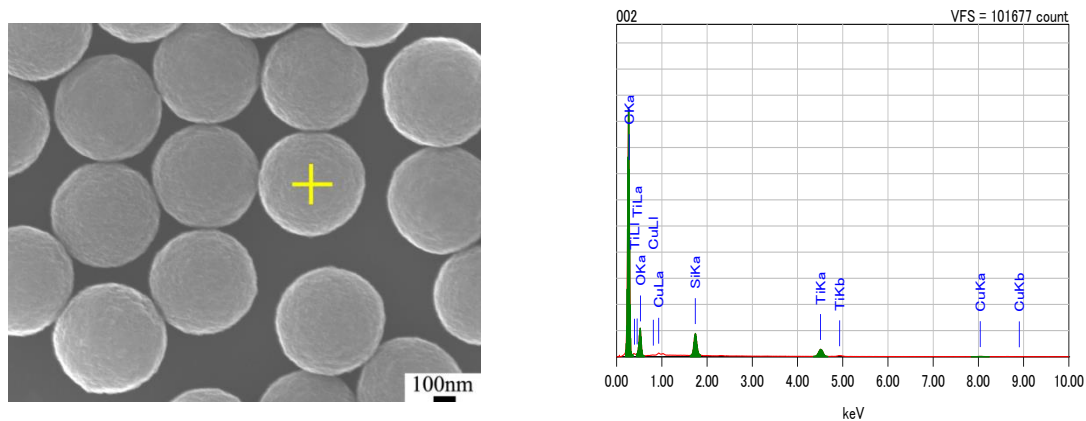 100nm
002 VFS = 101677 count
CKa
TiLl TiLa
CuLl
OKa
CuLa
SiKa
TiKa
TiKb
CuKa
CuKb
0.00 1.00 2.00 3.00 4.00 5.00 6.00 7.00 8.00 9.00 10.00
keV